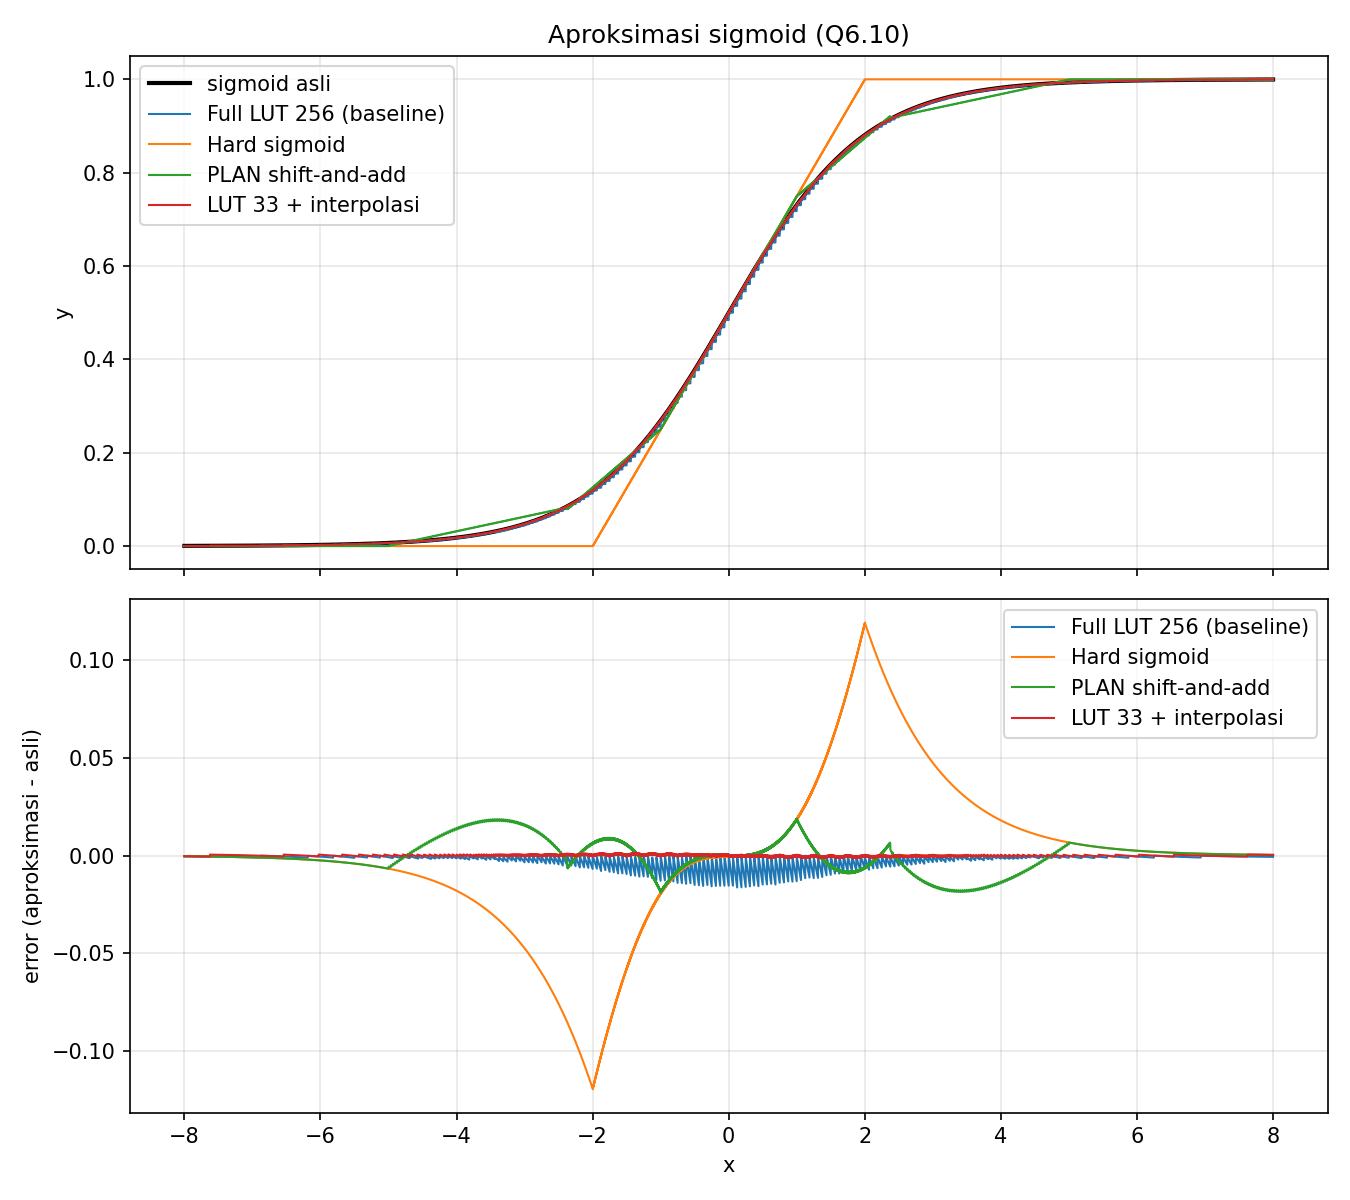 Aproksimasi sigmoid (Q6.10)
sigmoid asli
Full LUT 256 (baseline)
Hard sigmoid
PLAN shift-and-add
LUT 33 + interpolasi
1.0
0.8
0.6
0.4
0.2
0.0
y
Full LUT 256 (baseline)
Hard sigmoid
PLAN shift-and-add
LUT 33 + interpolasi
0.10
0.05
0.00
−0.05
−0.10
error (aproksimasi - asli)
−8 −6 −4 −2 0 2 4 6 8
x